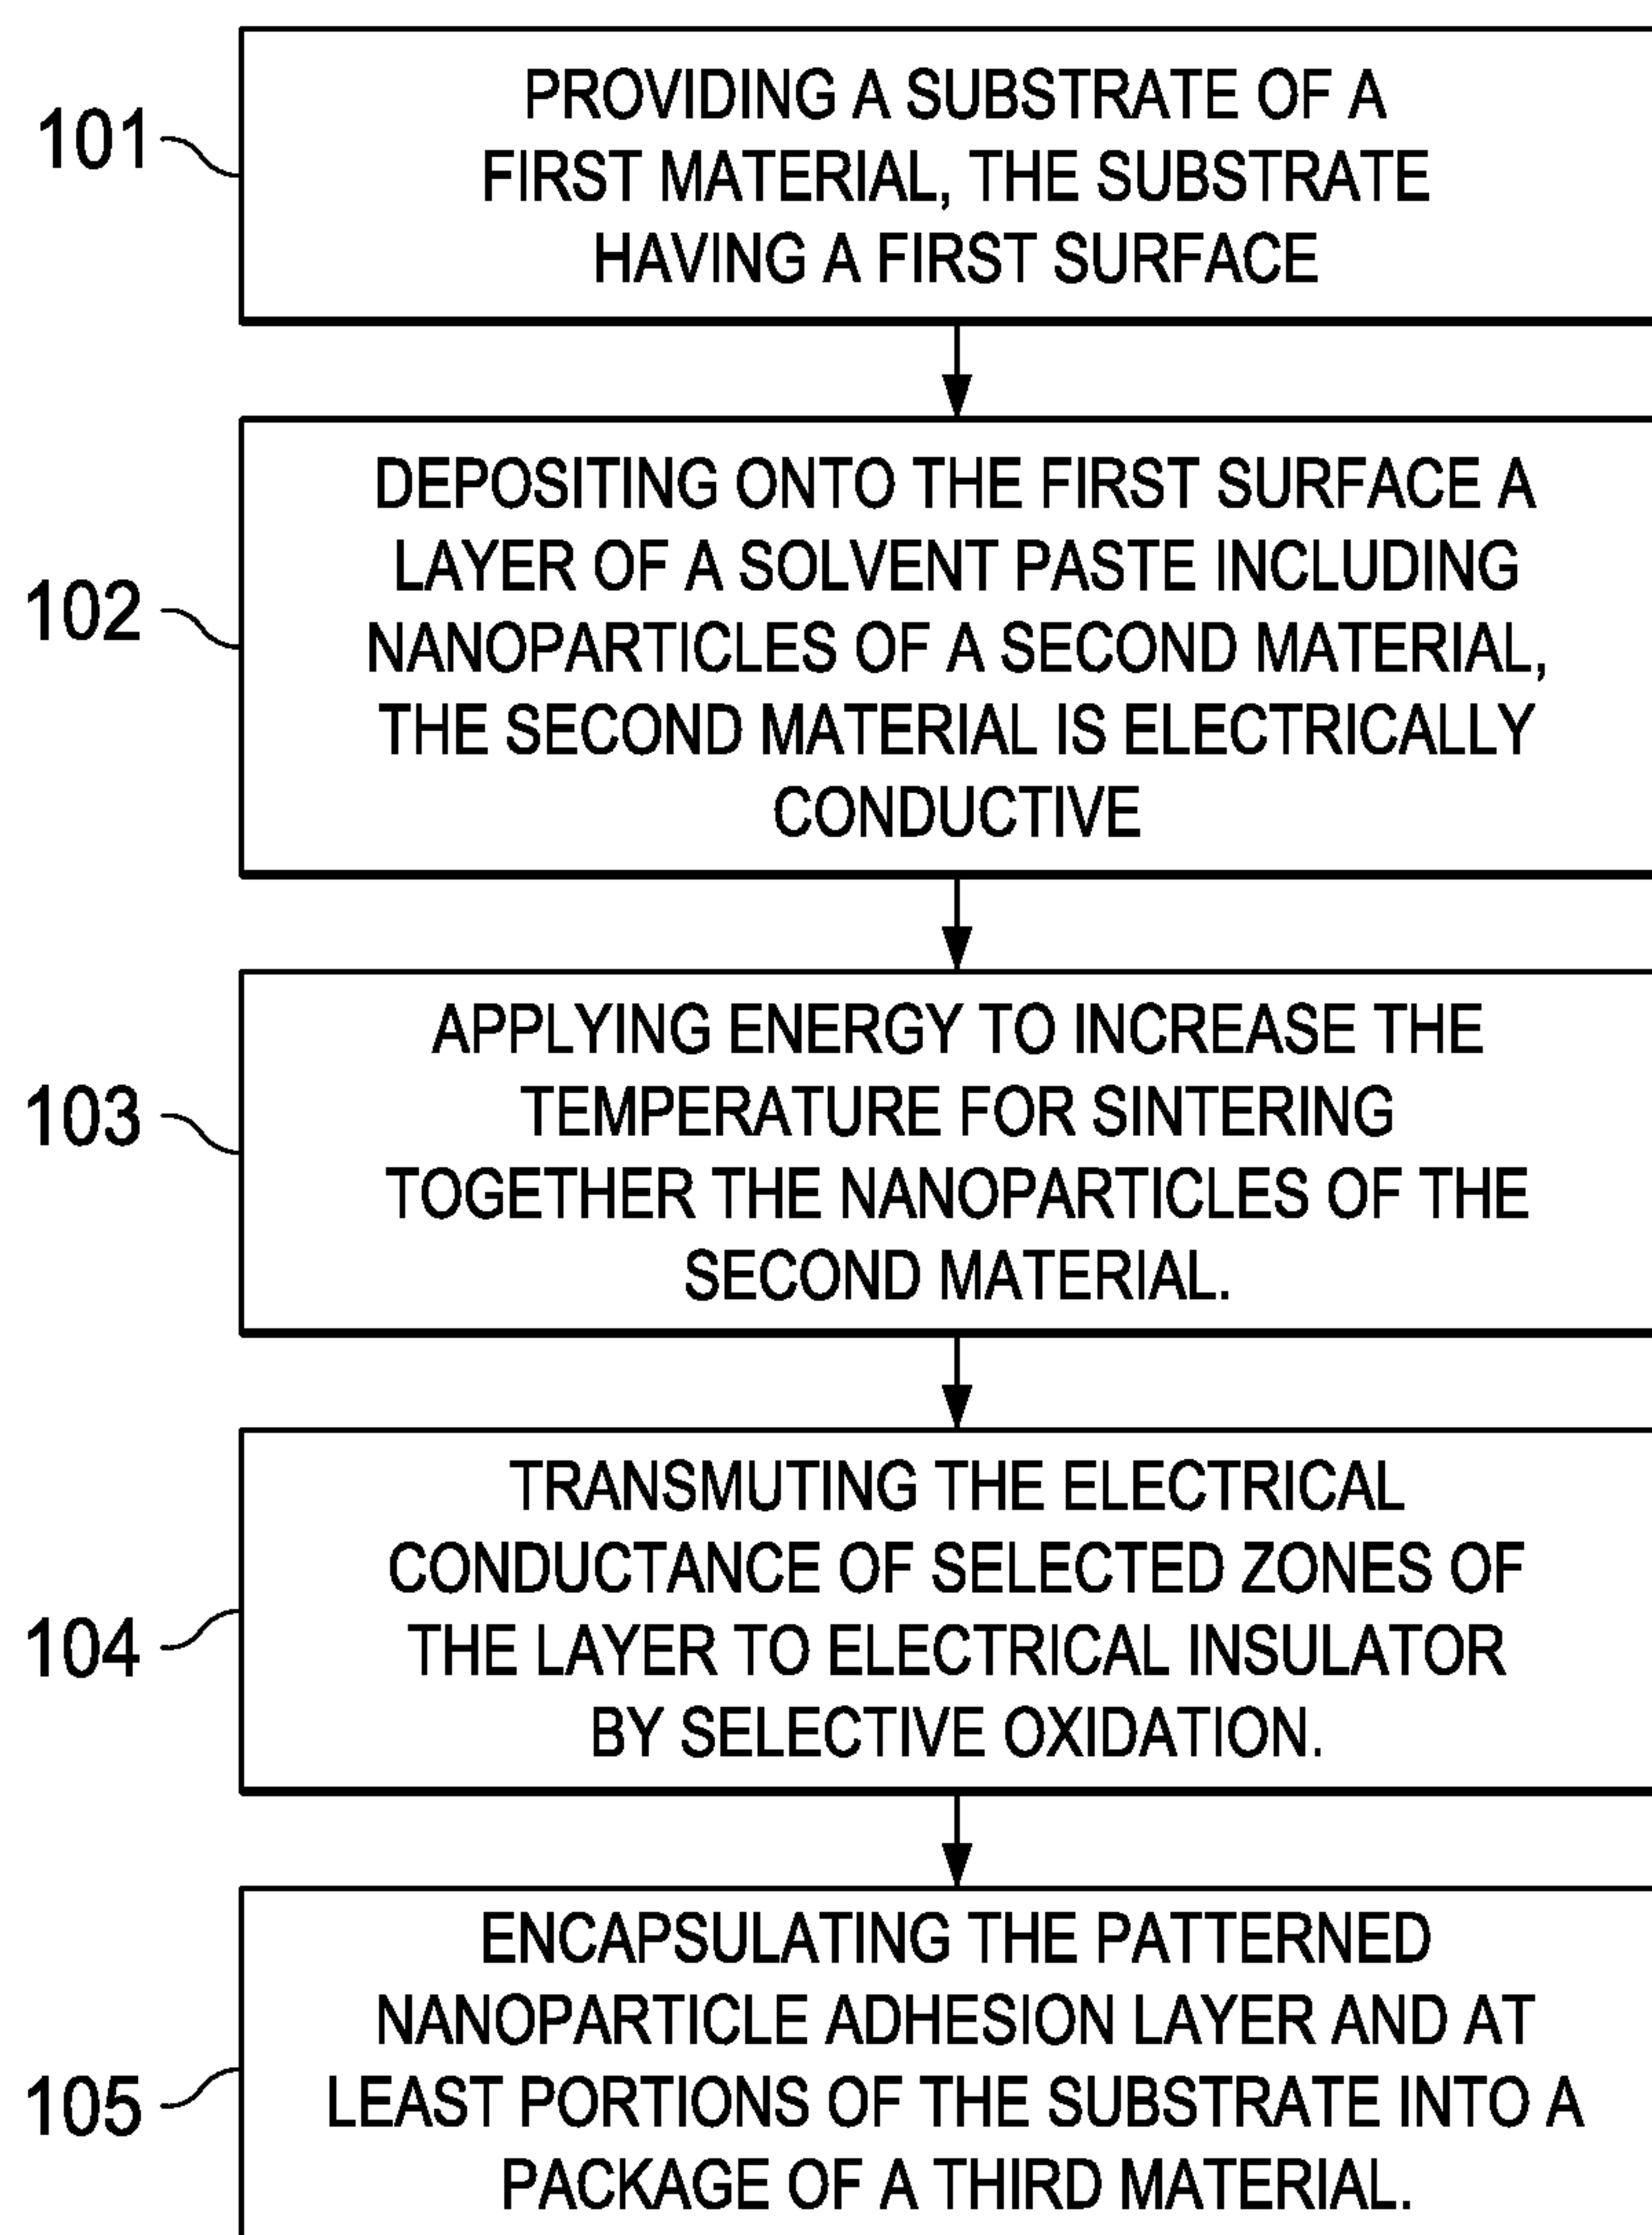 101
PROVIDING A SUBSTRATE OF A
FIRST MATERIAL, THE SUBSTRATE
HAVING A FIRST SURFACE
102
DEPOSITING ONTO THE FIRST SURFACE A
LAYER OF A SOLVENT PASTE INCLUDING
NANOPARTICLES OF A SECOND MATERIAL,
THE SECOND MATERIAL IS ELECTRICALLY
CONDUCTIVE
103
APPLYING ENERGY TO INCREASE THE
TEMPERATURE FOR SINTERING
TOGETHER THE NANOPARTICLES OF THE
SECOND MATERIAL.
104
TRANSMUTING THE ELECTRICAL
CONDUCTANCE OF SELECTED ZONES OF
THE LAYER TO ELECTRICAL INSULATOR
BY SELECTIVE OXIDATION.
105
ENCAPSULATING THE PATTERNED
NANOPARTICLE ADHESION LAYER AND AT
LEAST PORTIONS OF THE SUBSTRATE INTO A
PACKAGE OF A THIRD MATERIAL.